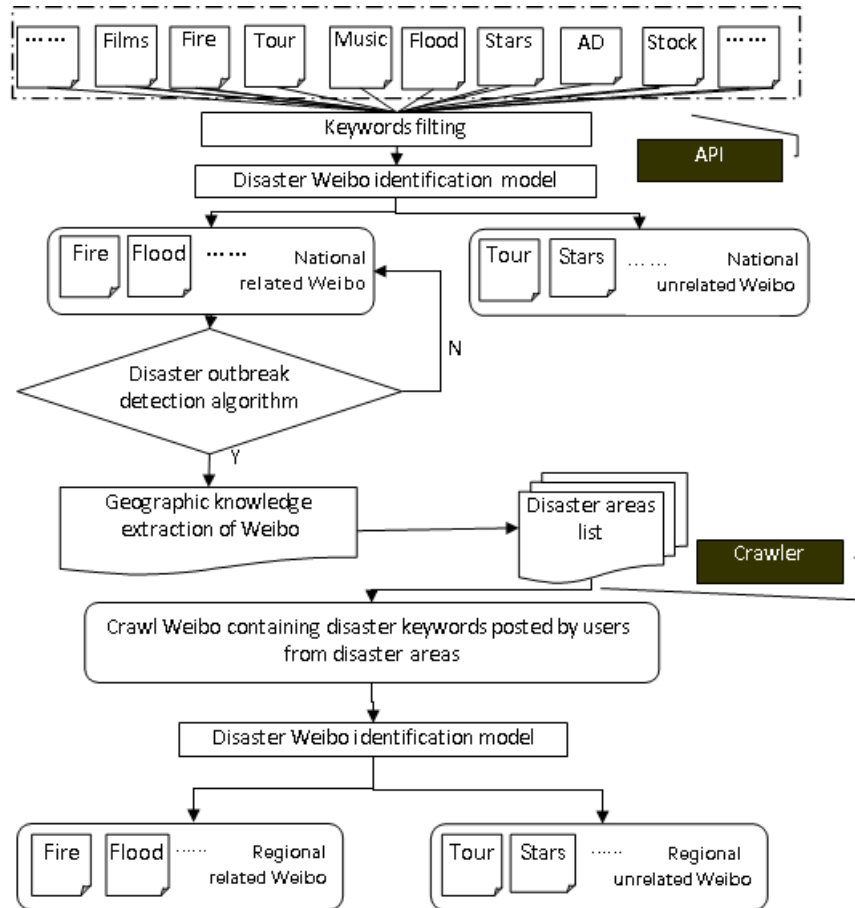 …… Films Fire Tour Music Flood Stars AD Stock ……
Keywords filting
API
Disaster Weibo identification model
Fire Flood …… National
related Weibo
Tour Stars …… National
unrelated Weibo
N
Disaster outbreak
detection algorithm
Y
Geographic knowledge
extraction of Weibo
Disaster areas
list
Crawler
Crawl Weibo containing disaster keywords posted by users
from disaster areas
Disaster Weibo identification model
Fire Flood …… Regional
related Weibo
Tour Stars …… Regional
unrelated Weibo